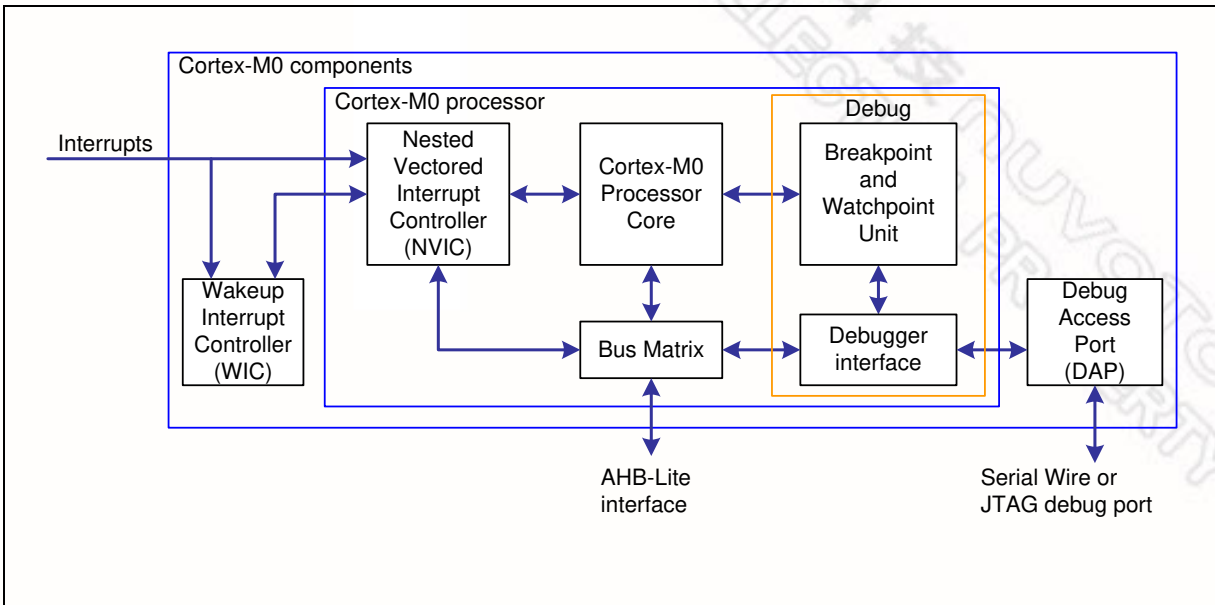 Cortex-M0 components
Cortex-M0 processor
Debug
Interrupts
Nested
Vectored
Interrupt
Controller
(NVIC)
Cortex-M0
Processor
Core
Breakpoint
and
Watchpoint
Unit
Wakeup
Interrupt
Controller
(WIC)
Bus Matrix
Debugger
interface
Debug
Access
Port
(DAP)
AHB-Lite
interface
Serial Wire or
JTAG debug port